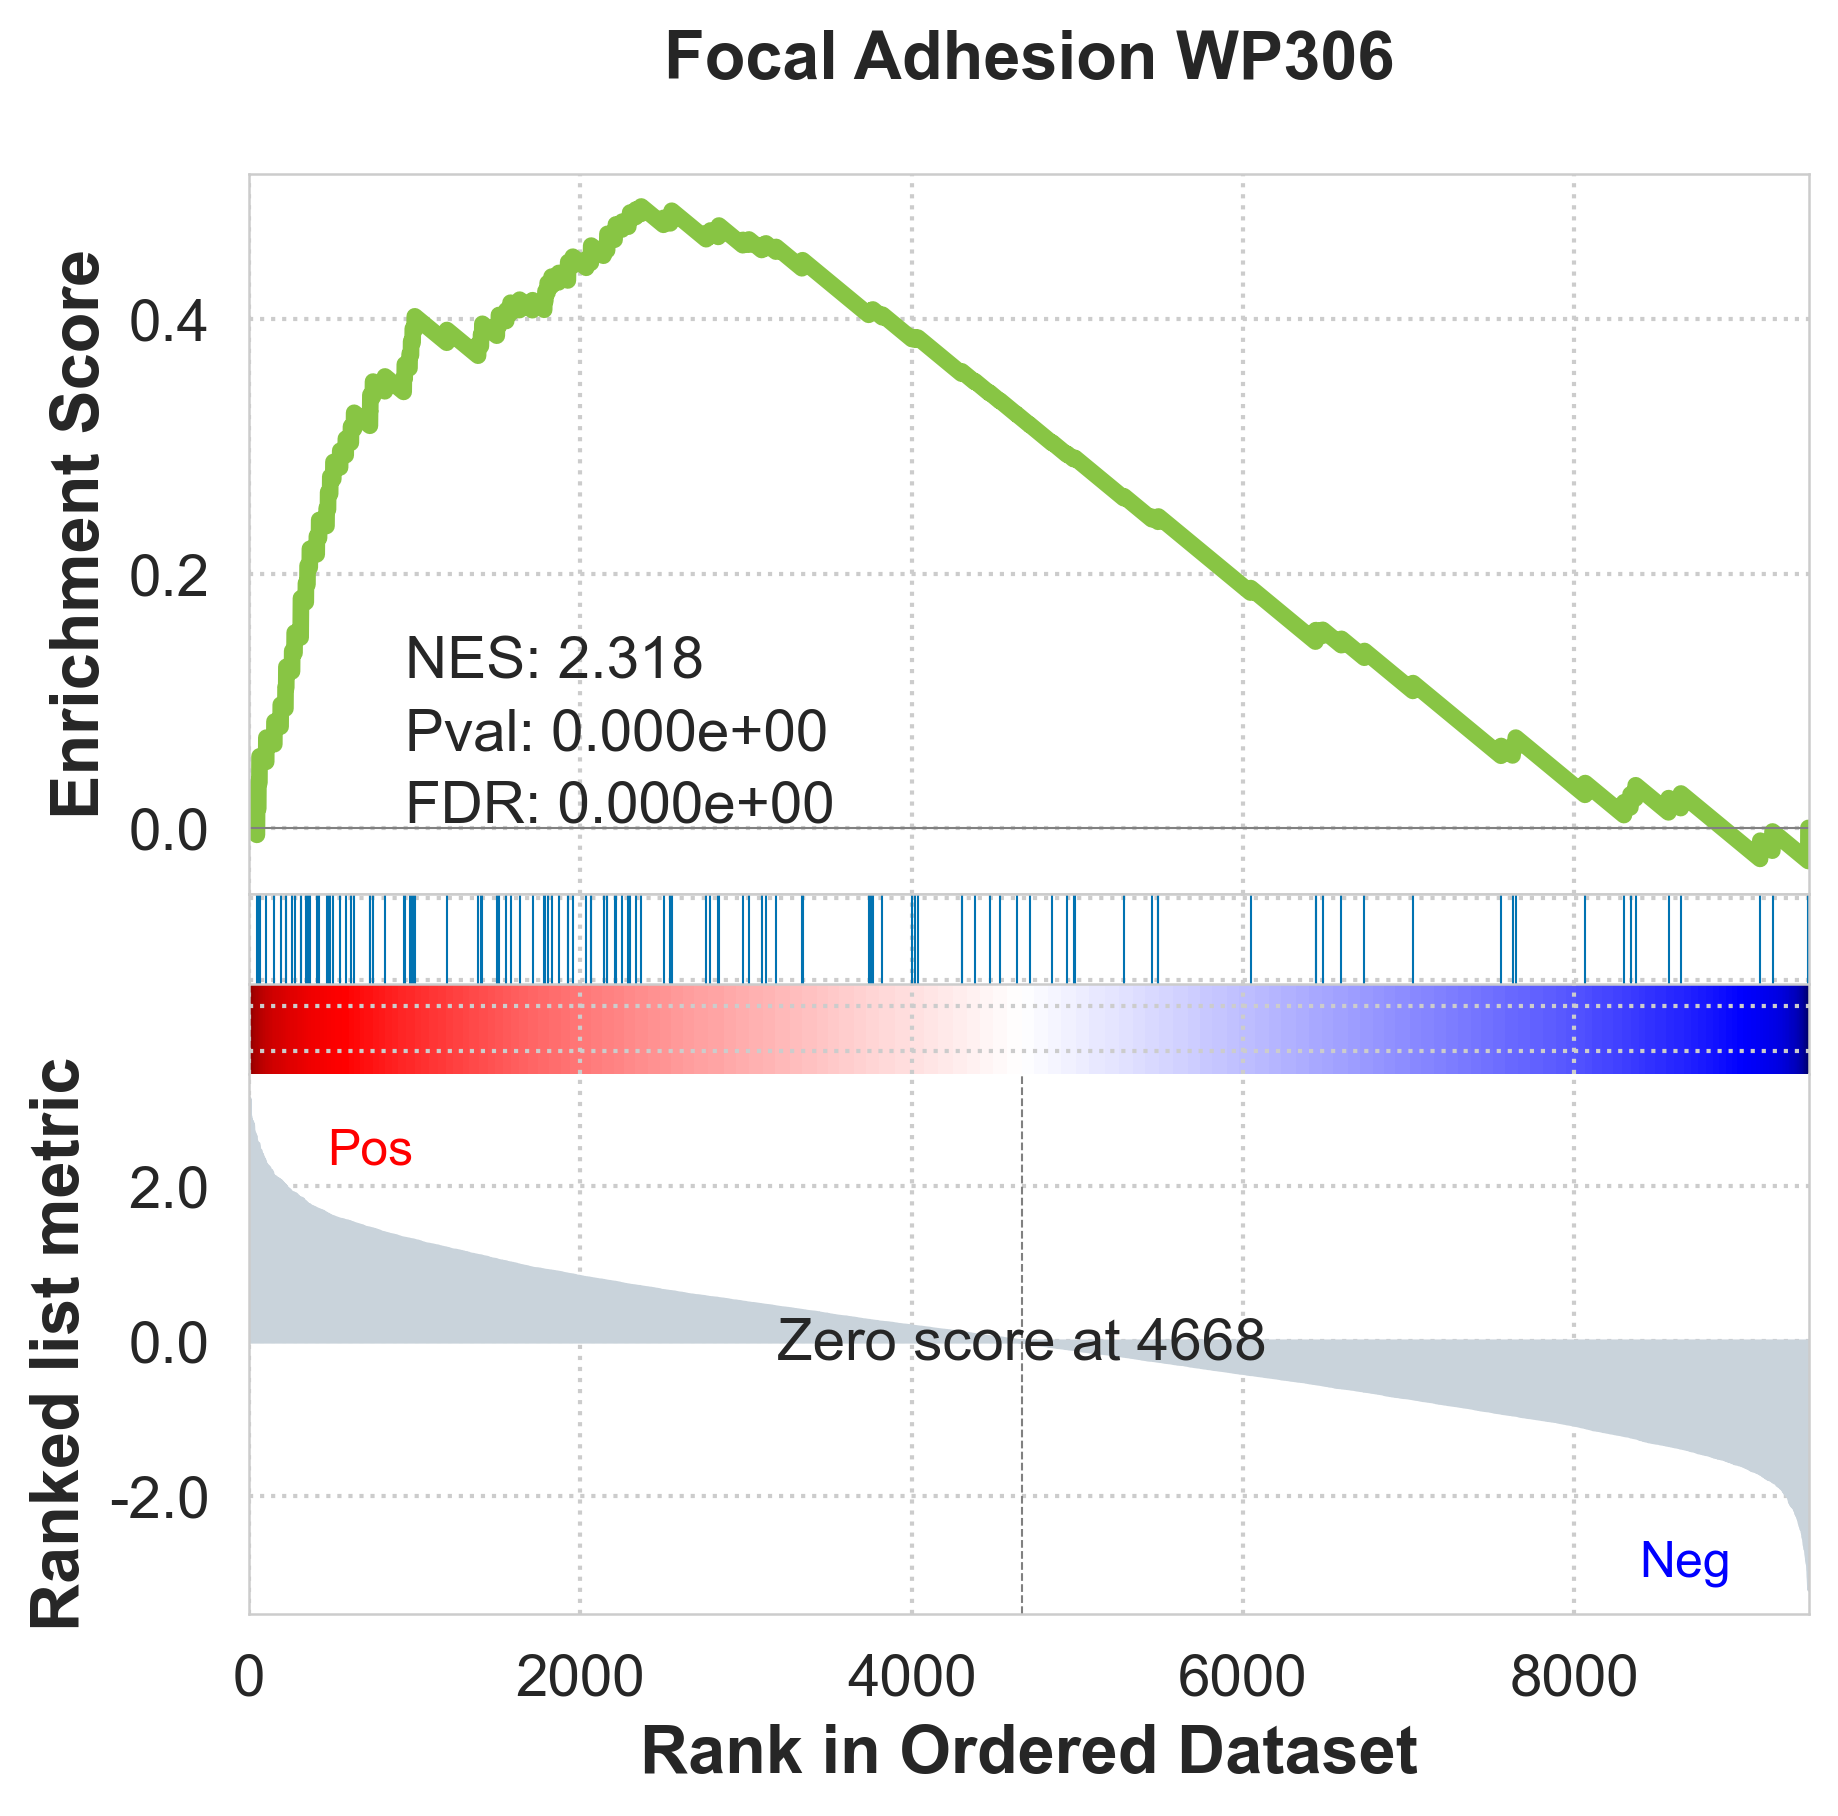 Focal Adhesion WP306
Enrichment Score
0.4
0.2
0.0
NES: 2.318
Pval: 0.000e+00
FDR: 0.000e+00
Ranked list metric
2.0
0.0
-2.0
Pos
Zero score at 4668
Neg
0 2000 4000 6000 8000
Rank in Ordered Dataset